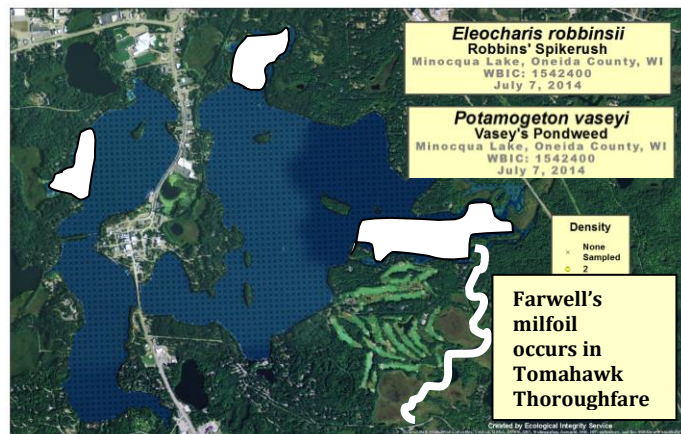 Eleocharis robbinsii
Robbins' Spikerush
Minocqua Lake, Oneida County, WI
WBIC: 1542400
July 7, 2014
Potamogeton vaseyi
Vasey's Pondweed
Minocqua Lake, Oneida County, WI
WBIC: 1542400
July 7, 2014
Density
None
Sampled
2
Farwell's
milfoil
occurs in
Tomahawk
Thoroughfare
Created by Ecological Integrity Service